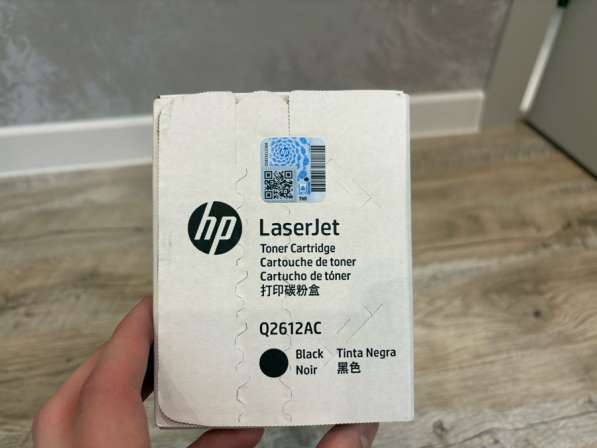 hp
hp
LaserJet
Toner Cartridge
Cartouche de toner
Cartucho de tóner
打印碳粉盒
Q2612AC
Black Tinta Negra
Noir 黑色